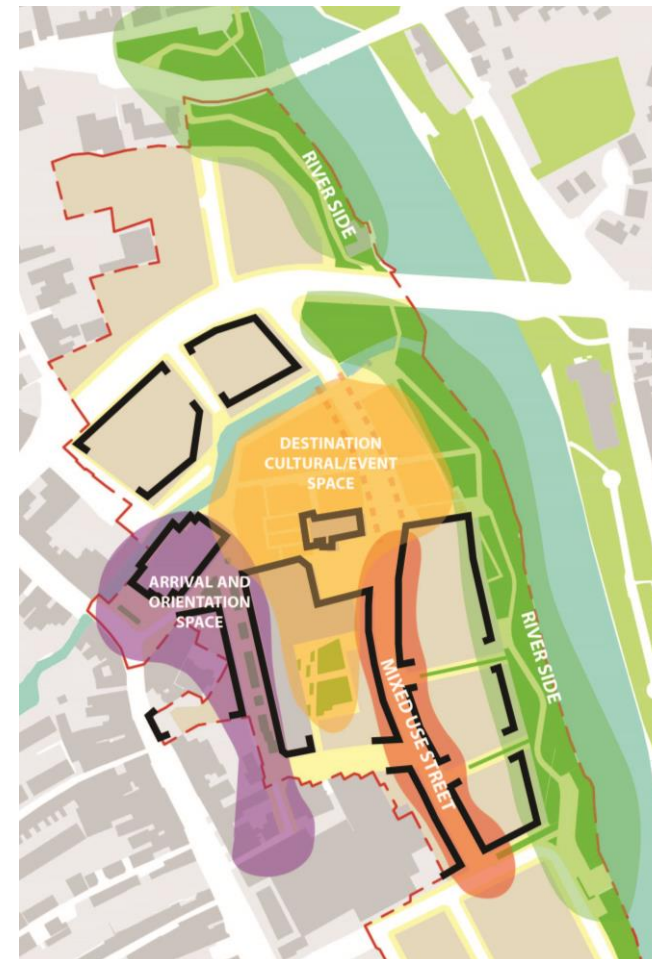 RIVER SIDE
DESTINATION
CULTURAL/EVENT
SPACE
ARRIVAL AND
ORIENTATION
SPACE
MIXED USE STREET
RIVER SIDE